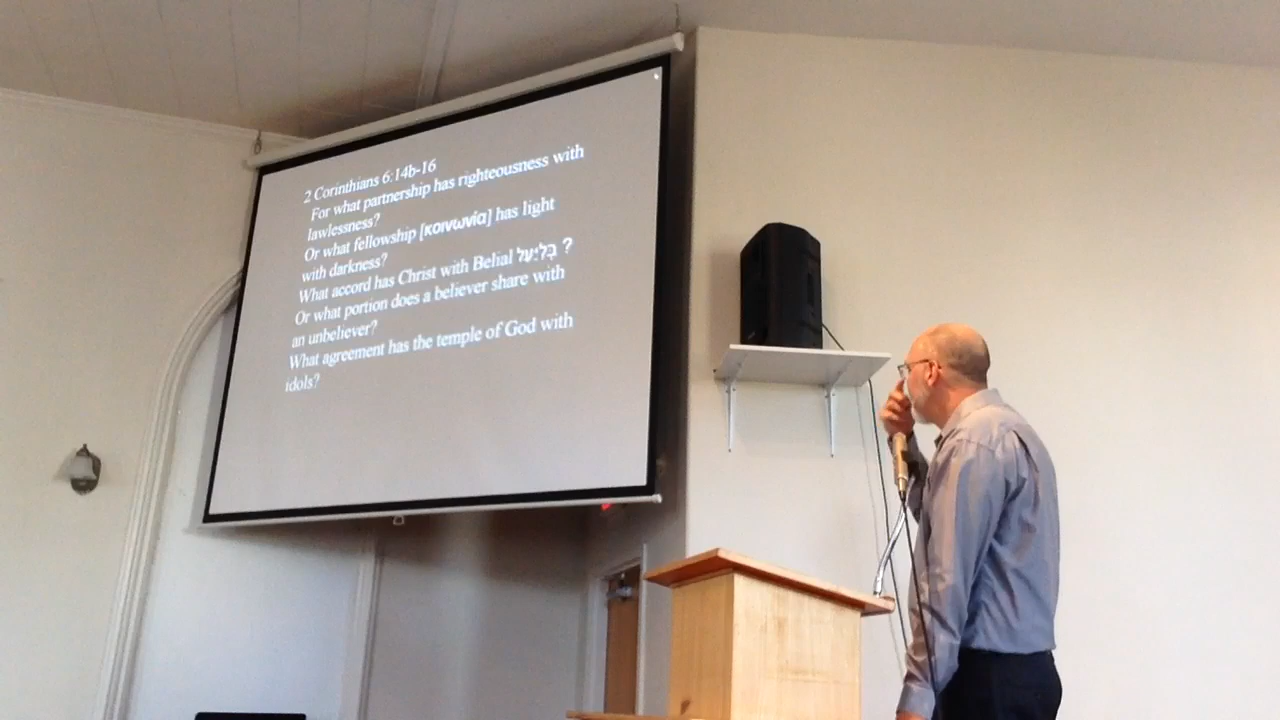 2 Corinthians 6:14b-16
For what partnership has righteousness with
lawlessness?
Or what fellowship [κοινωνία] has light
with darkness?
What accord has Christ with Belial בְּלִיַּעַל ?
Or what portion does a believer share with
an unbeliever?
What agreement has the temple of God with
idols?